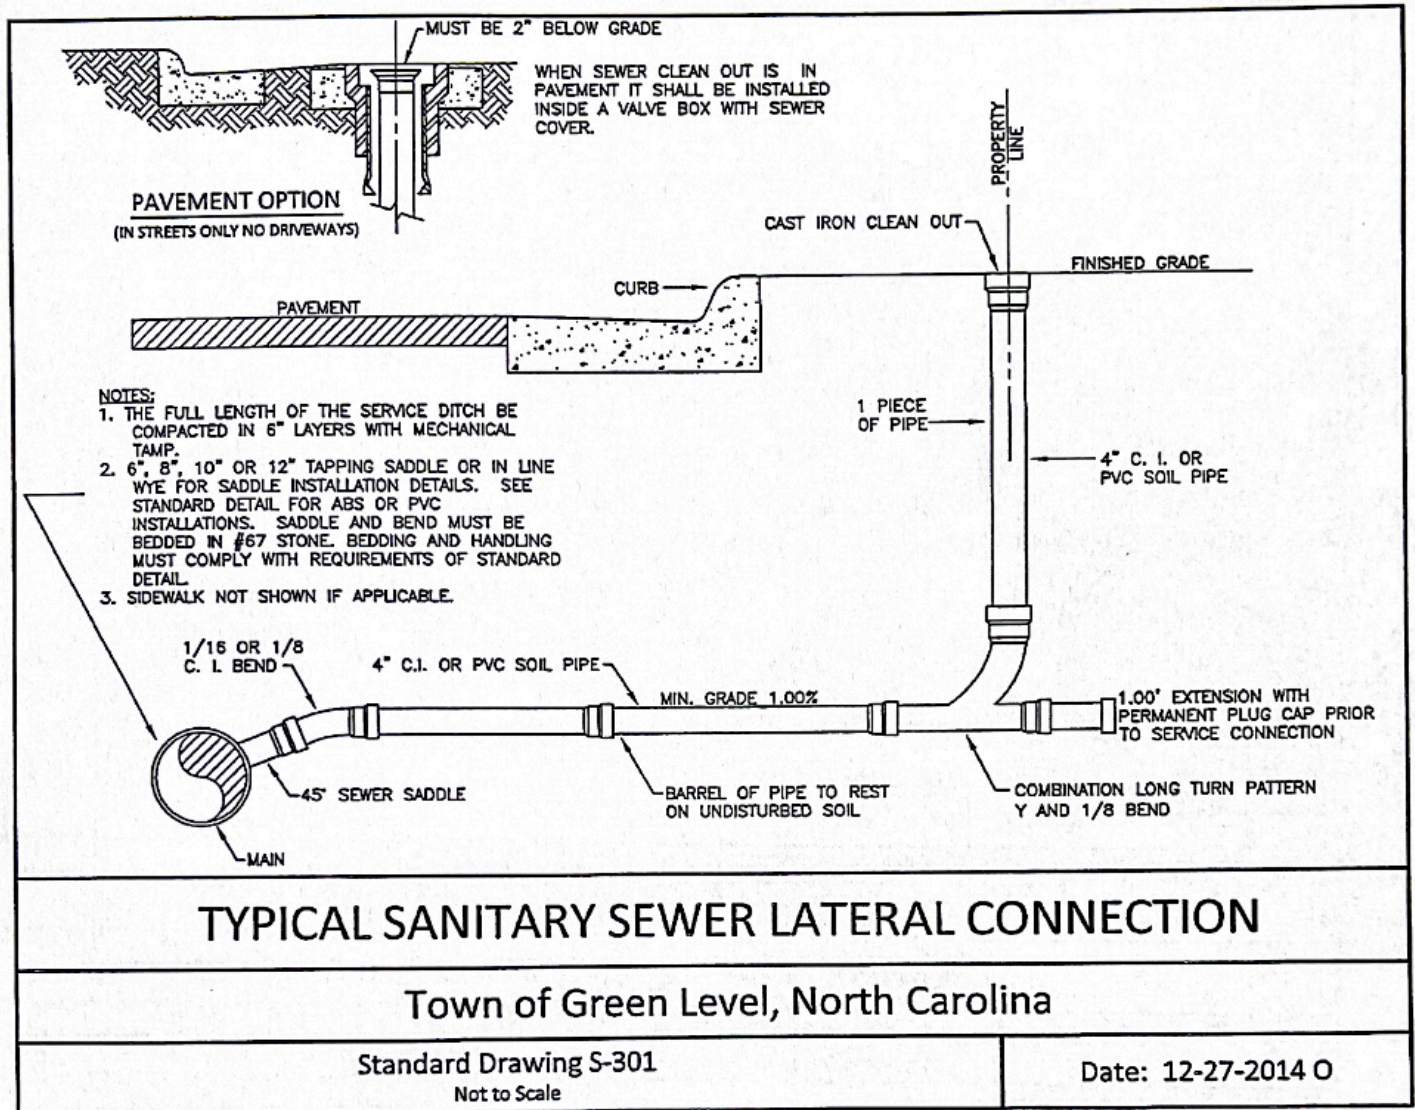 MUST BE 2" BELOW GRADE
WHEN SEWER CLEAN OUT IS IN
PAVEMENT IT SHALL BE INSTALLED
INSIDE A VALVE BOX WITH SEWER
COVER.
PAVEMENT OPTION
(IN STREETS ONLY NO DRIVEWAYS)
PROPERTY
LINE
CAST IRON CLEAN OUT
FINISHED GRADE
CURB
PAVEMENT
NOTES:
1. THE FULL LENGTH OF THE SERVICE DITCH BE
COMPACTED IN 6" LAYERS WITH MECHANICAL
TAMP.
2. 6", 8", 10" OR 12" TAPPING SADDLE OR IN LINE
WYE FOR SADDLE INSTALLATION DETAILS. SEE
STANDARD DETAIL FOR ABS OR PVC
INSTALLATIONS. SADDLE AND BEND MUST BE
BEDDED IN #67 STONE. BEDDING AND HANDLING
MUST COMPLY WITH REQUIREMENTS OF STANDARD
DETAIL.
3. SIDEWALK NOT SHOWN IF APPLICABLE.
1 PIECE
OF PIPE
4" C. I. OR
PVC SOIL PIPE
1/16 OR 1/8
C. I. BEND
4" C.I. OR PVC SOIL PIPE
MIN. GRADE 1.00%
1.00' EXTENSION WITH
PERMANENT PLUG CAP PRIOR
TO SERVICE CONNECTION
45° SEWER SADDLE
BARREL OF PIPE TO REST
ON UNDISTURBED SOIL
COMBINATION LONG TURN PATTERN
Y AND 1/8 BEND
MAIN
TYPICAL SANITARY SEWER LATERAL CONNECTION
Town of Green Level, North Carolina
Standard Drawing S-301
Not to Scale
Date: 12-27-2014 O